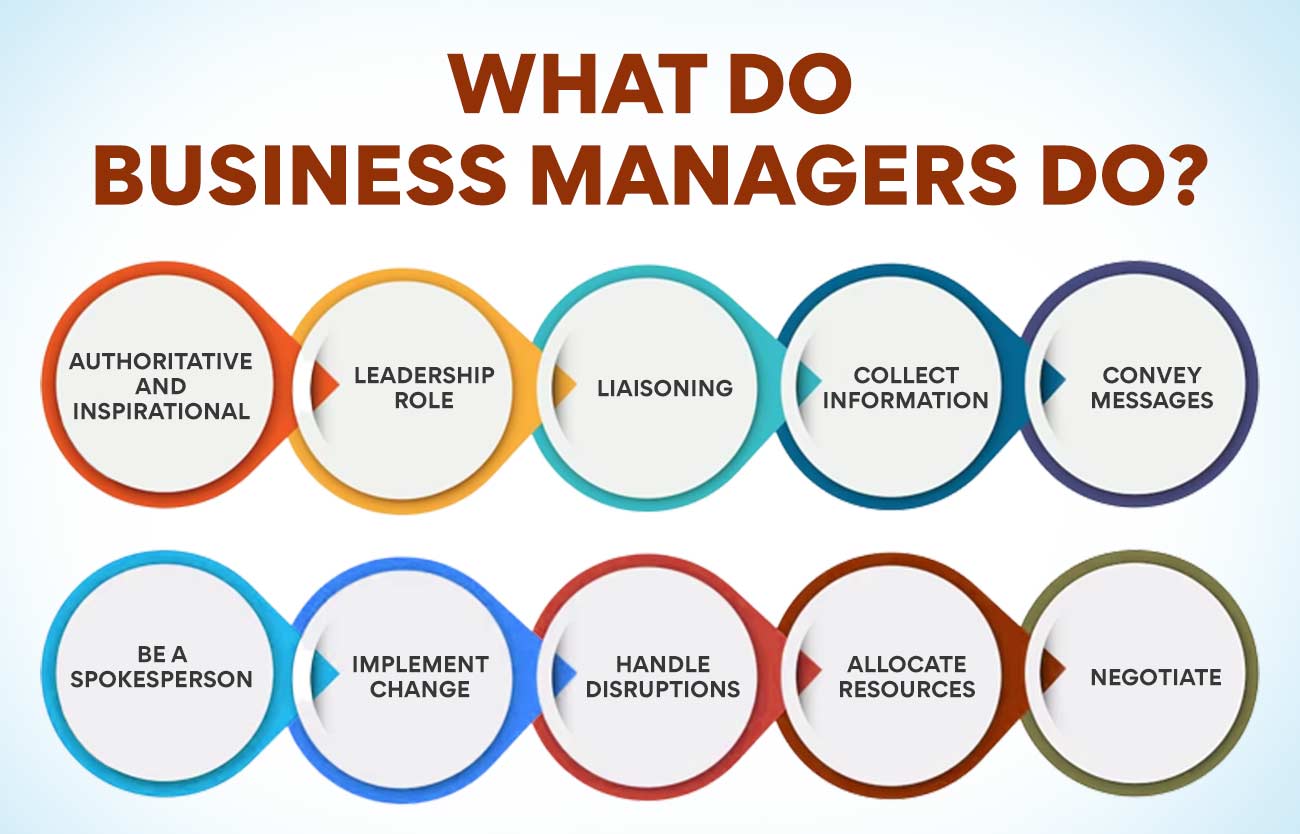 WHAT DO
BUSINESS MANAGERS DO?
AUTHORITATIVE
AND
INSPIRATIONAL
LEADERSHIP
ROLE
LIAISONING
COLLECT
INFORMATION
CONVEY
MESSAGES
BE A
SPOKESPERSON
IMPLEMENT
CHANGE
HANDLE
DISRUPTIONS
ALLOCATE
RESOURCES
NEGOTIATE